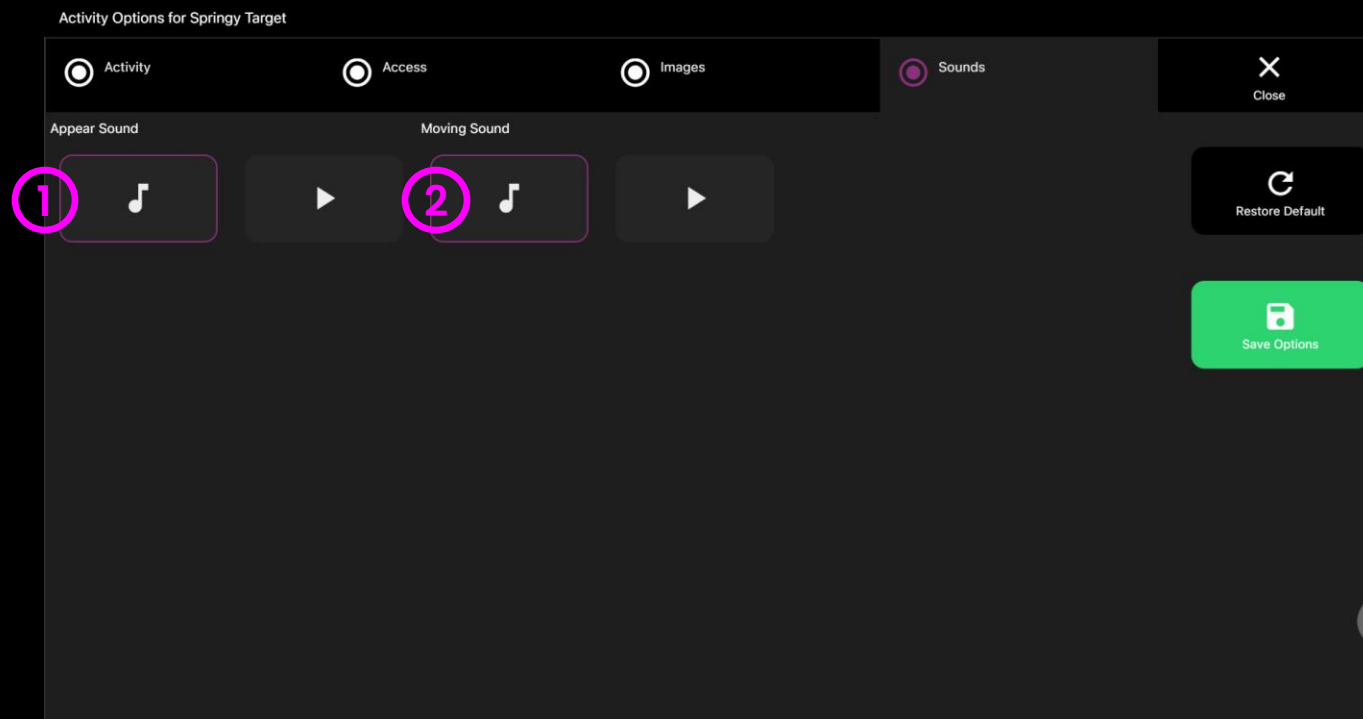 Activity Options for Springy Target
Activity
Access
Images
Sounds
Close
Appear Sound
Moving Sound
1
2
Restore Default
Save Options